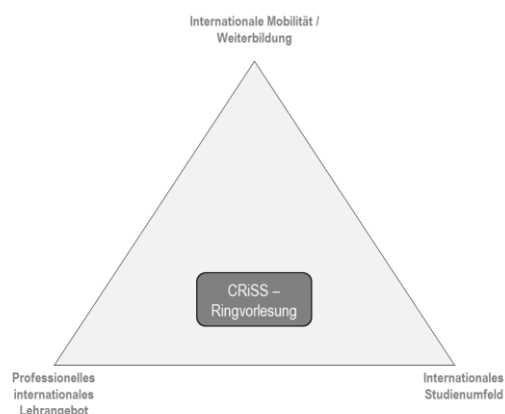 Internationale Mobilität /
Weiterbildung
CRiSS –
Ringvorlesung
Professionelles
internationales
Lehrangebot
Internationales
Studienumfeld